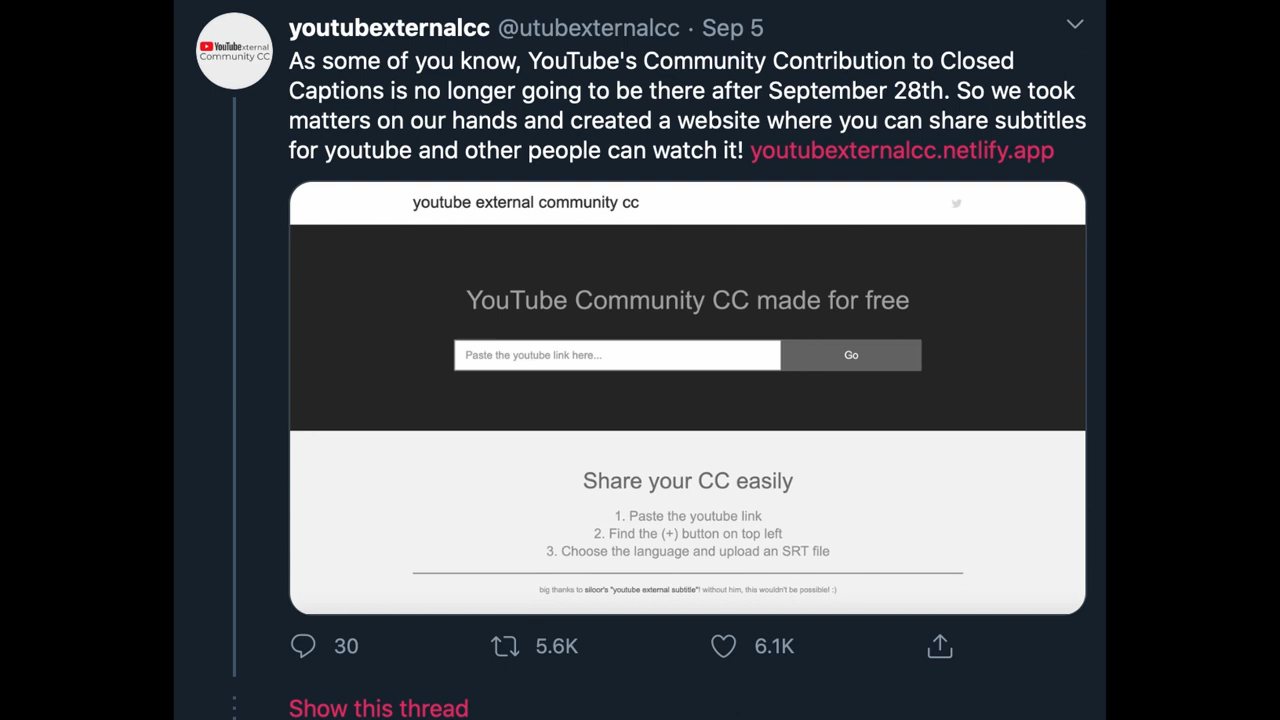 youtubexternalcc @utubexternalcc · Sep 5
YouTubexternal
Community CC
As some of you know, YouTube's Community Contribution to Closed
Captions is no longer going to be there after September 28th. So we took
matters on our hands and created a website where you can share subtitles
for youtube and other people can watch it! youtubexternalcc.netlify.app
youtube external community cc
YouTube Community CC made for free
Paste the youtube link here... Go
Share your CC easily
1. Paste the youtube link
2. Find the (+) button on top left
3. Choose the language and upload an SRT file
big thanks to siloor's "youtube external subtitle"! without him, this wouldn't be possible! :)
30 5.6K 6.1K
Show this thread